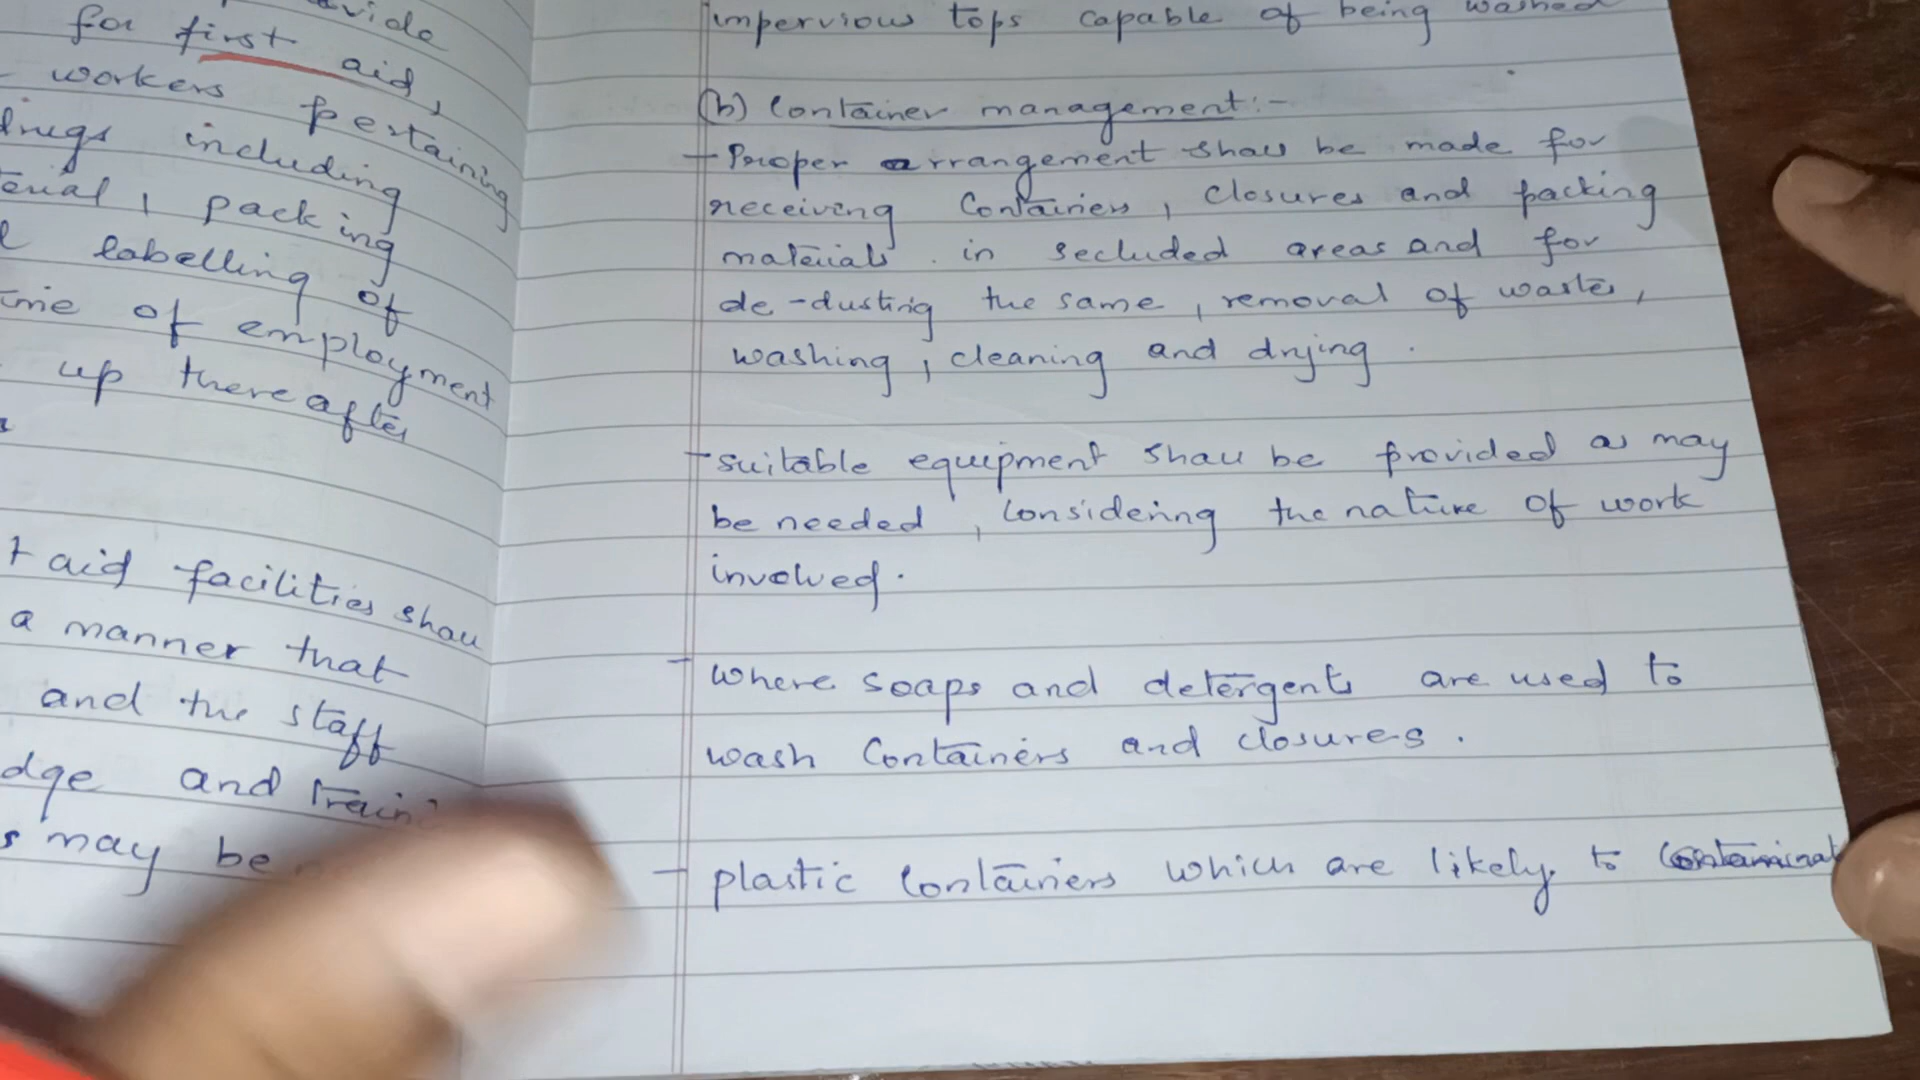 for first aid,
workers pertaining
drugs including
packing
labelling of
of employment
up thereafter
aid facilities shall
a manner that
and the staff
and
s may be
impervious tops capable of being washed
(b) Container management:-
- Proper arrangement shall be made for
receiving Containers, closures and packing
materials in secluded areas and for
de-dusting the same, removal of wastes,
washing, cleaning and drying.
- suitable equipment shall be provided as may
be needed, considering the nature of work
involved.
- where soaps and detergents are used to
wash Containers and closures.
- plastic Containers which are likely to